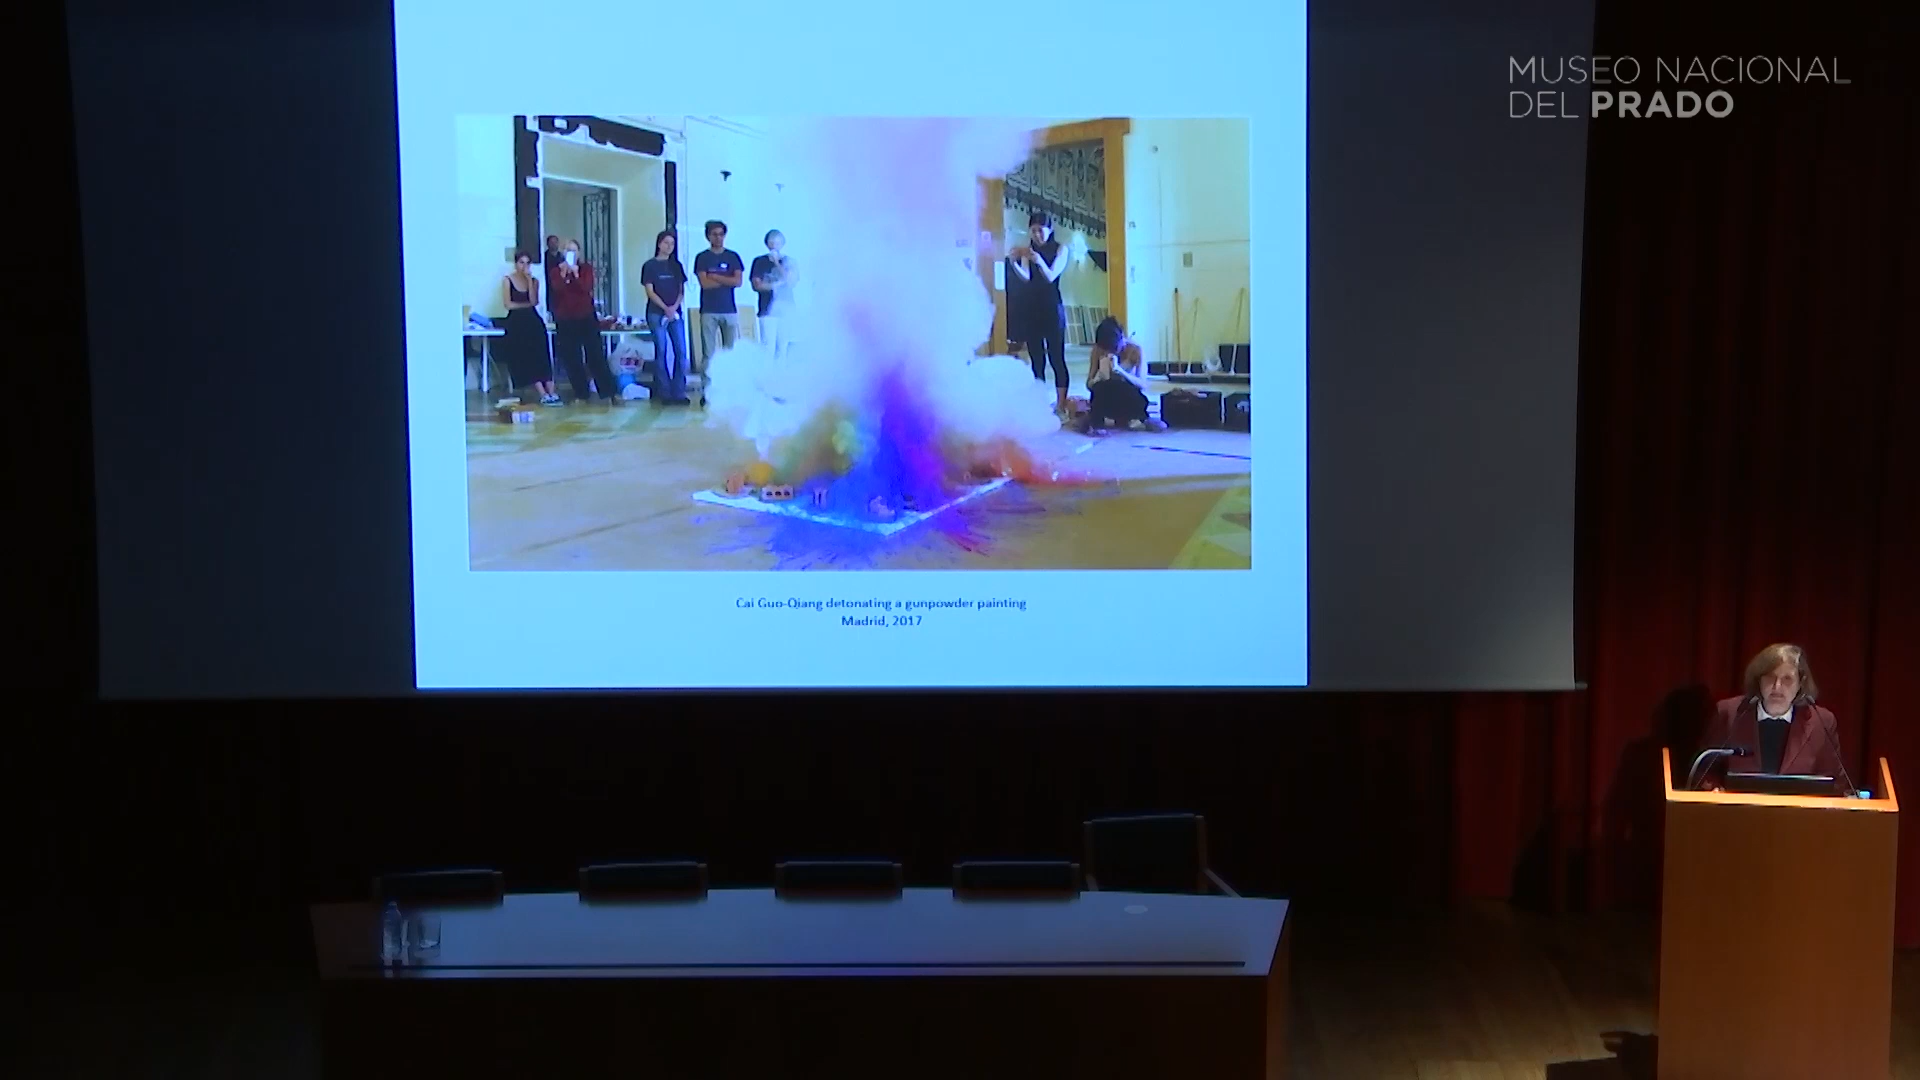 MUSEO NACIONAL
DEL PRADO
Cai Guo-Qiang detonating a gunpowder painting
Madrid, 2017